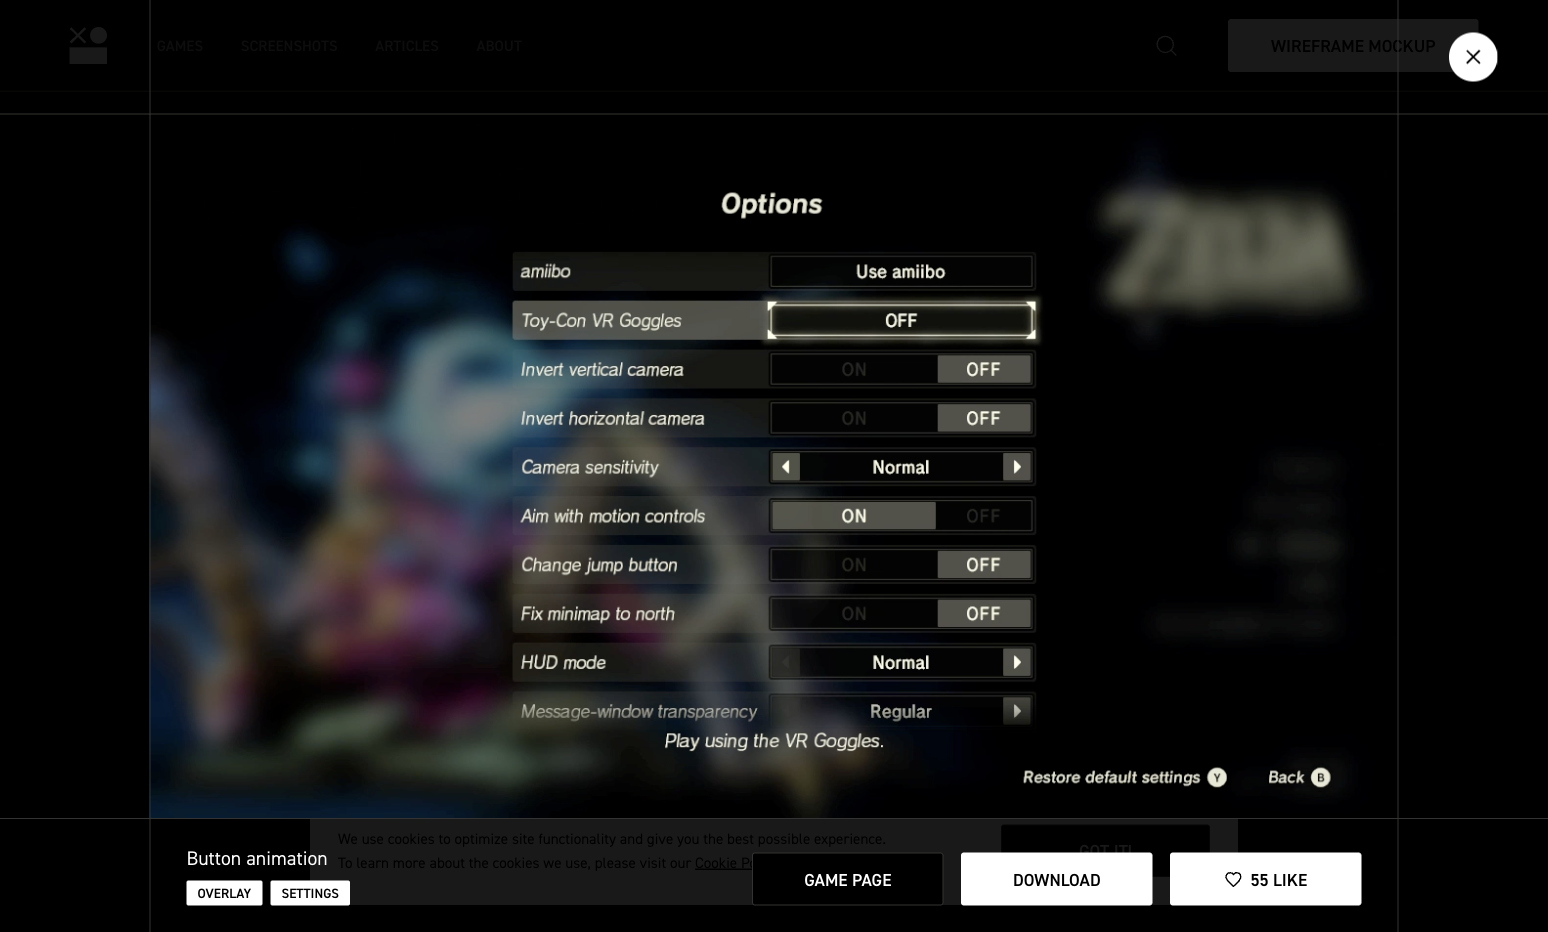 GAMES SCREENSHOTS ARTICLES ABOUT WIREFRAME MOCKUP
Options
ZELDA
amiibo Use amiibo
Toy-Con VR Goggles OFF
Invert vertical camera ON OFF
Invert horizontal camera ON OFF
Camera sensitivity Normal
Aim with motion controls ON OFF
Change jump button ON OFF
Fix minimap to north ON OFF
HUD mode Normal
Message-window transparency Regular
Play using the VR Goggles.
Restore default settings Y Back B
We use cookies to optimize site functionality and give you the best possible experience.
To learn more about the cookies we use, please visit our Cookie
GOT IT!
Button animation
OVERLAY SETTINGS
GAME PAGE DOWNLOAD 55 LIKE